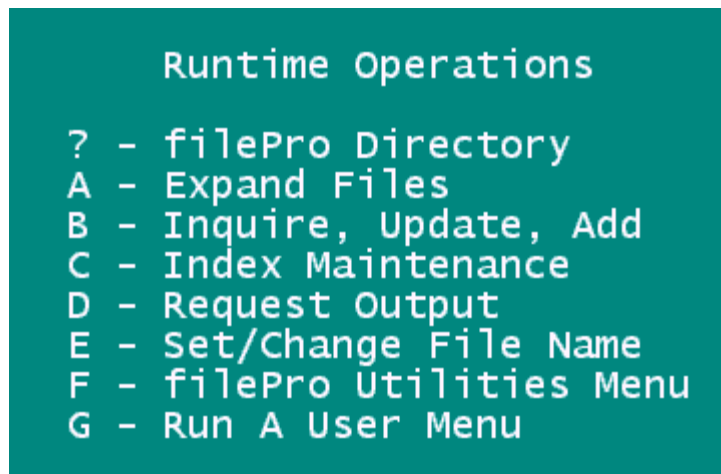 Runtime Operations
? - filePro Directory
A - Expand Files
B - Inquire, Update, Add
C - Index Maintenance
D - Request Output
E - Set/Change File Name
F - filePro Utilities Menu
G - Run A User Menu